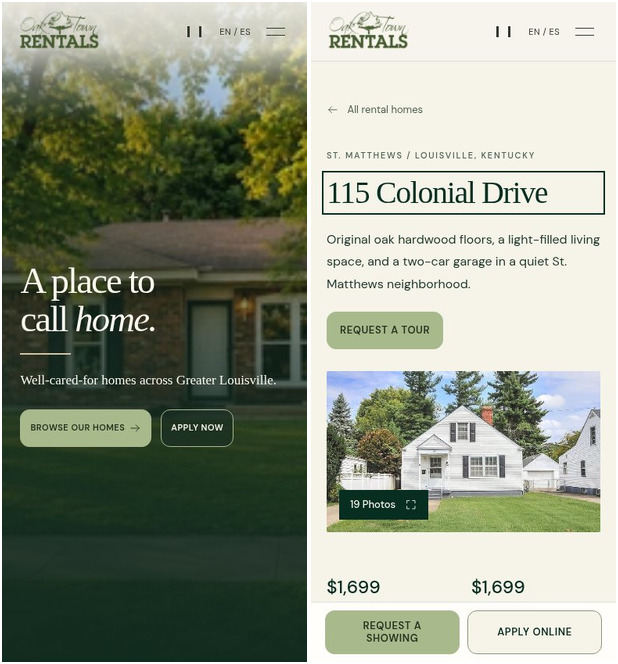 Oak Town
RENTALS
EN / ES
A place to
call home.
Well-cared-for homes across Greater Louisville.
BROWSE OUR HOMES →
APPLY NOW
Oak Town
RENTALS
EN / ES
← All rental homes
ST. MATTHEWS / LOUISVILLE, KENTUCKY
115 Colonial Drive
Original oak hardwood floors, a light-filled living
space, and a two-car garage in a quiet St.
Matthews neighborhood.
REQUEST A TOUR
19 Photos
$1,699 $1,699
REQUEST A
SHOWING
APPLY ONLINE